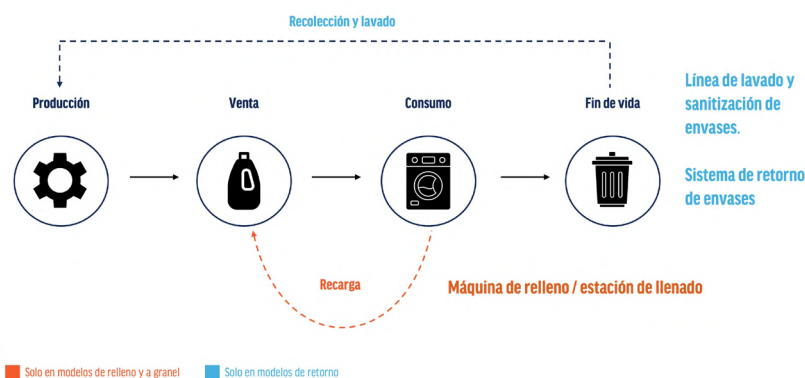 Recolección y lavado
Producción
Venta
Consumo
Fin de vida
Línea de lavado y
sanitización de
envases.
Sistema de retorno
de envases
Recarga
Máquina de relleno / estación de llenado
Solo en modelos de relleno y a granel
Solo en modelos de retorno